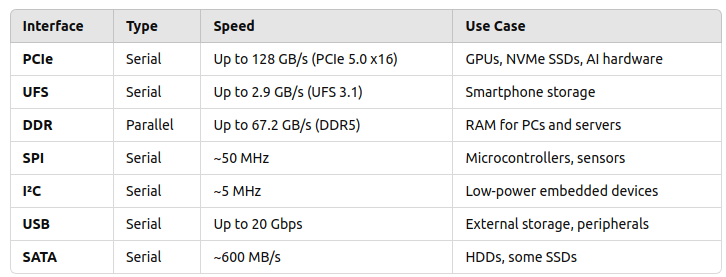 Interface Type Speed Use Case
PCIe Serial Up to 128 GB/s (PCIe 5.0 x16) GPUs, NVMe SSDs, AI hardware
UFS Serial Up to 2.9 GB/s (UFS 3.1) Smartphone storage
DDR Parallel Up to 67.2 GB/s (DDR5) RAM for PCs and servers
SPI Serial ~50 MHz Microcontrollers, sensors
I²C Serial ~5 MHz Low-power embedded devices
USB Serial Up to 20 Gbps External storage, peripherals
SATA Serial ~600 MB/s HDDs, some SSDs